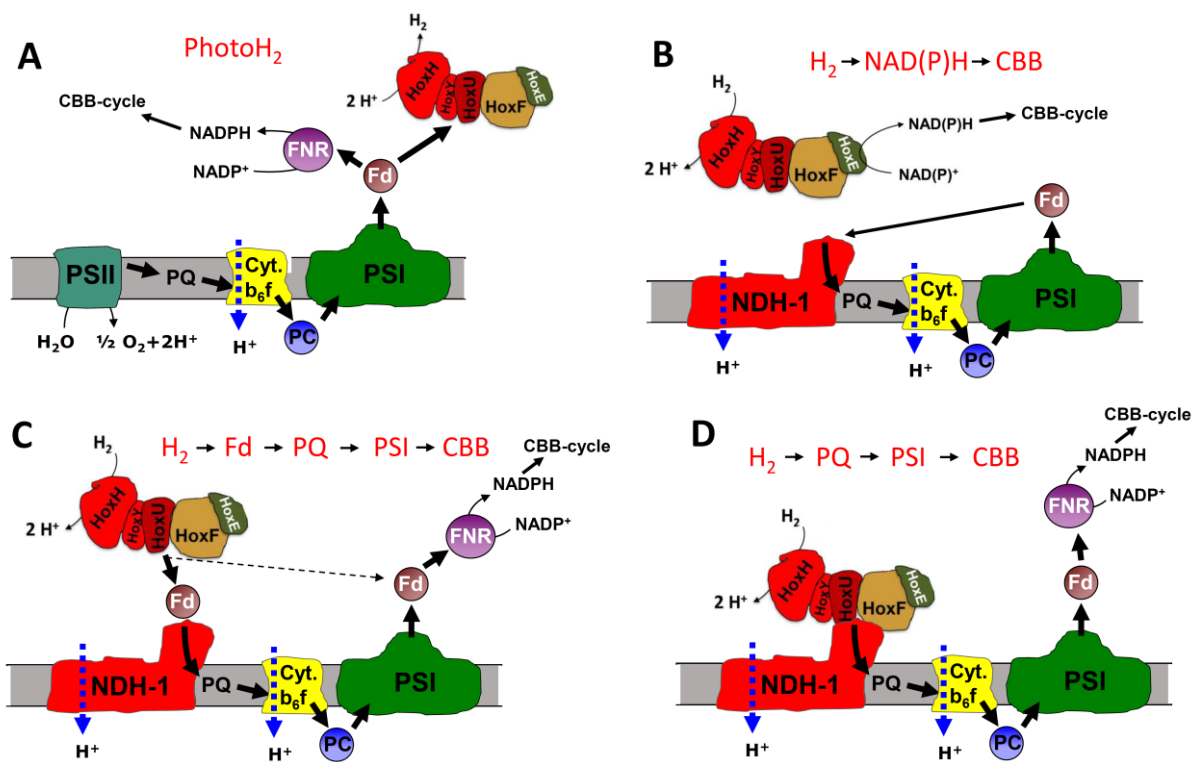 A
PhotoH₂
H₂
2 H⁺
HoxH
HoxY
HoxU
HoxF
HoxE
CBB-cycle
NADPH
NADP⁺
FNR
Fd
PSII
PQ
Cyt.
b₆f
PSI
H₂O
½ O₂+2H⁺
H⁺
PC
B
H₂ → NAD(P)H → CBB
H₂
2 H⁺
HoxH
HoxY
HoxU
HoxF
HoxE
NAD(P)H
CBB-cycle
NAD(P)⁺
Fd
NDH-1
PQ
Cyt.
b₆f
PSI
H⁺
H⁺
PC
C
H₂ → Fd → PQ → PSI → CBB
H₂
2 H⁺
HoxH
HoxY
HoxU
HoxF
HoxE
CBB-cycle
NADPH
NADP⁺
FNR
Fd
Fd
NDH-1
PQ
Cyt.
b₆f
PSI
H⁺
H⁺
PC
D
H₂ → PQ → PSI → CBB
CBB-cycle
NADPH
NADP⁺
FNR
H₂
2 H⁺
HoxH
HoxY
HoxU
HoxF
HoxE
Fd
NDH-1
PQ
Cyt.
b₆f
PSI
H⁺
H⁺
PC